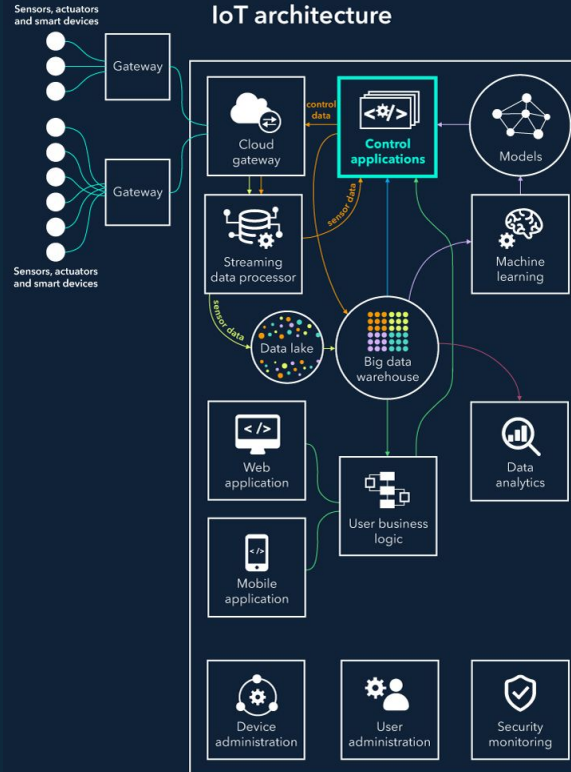 IoT architecture
Sensors, actuators
and smart devices
Gateway
Gateway
Sensors, actuators
and smart devices
Cloud
gateway
control
data
</>
Control
applications
Models
Streaming
data processor
sensor data
Machine
learning
sensor data
Data lake
Big data
warehouse
</>
Web
application
User business
logic
Data
analytics
</>
Mobile
application
Device
administration
User
administration
Security
monitoring